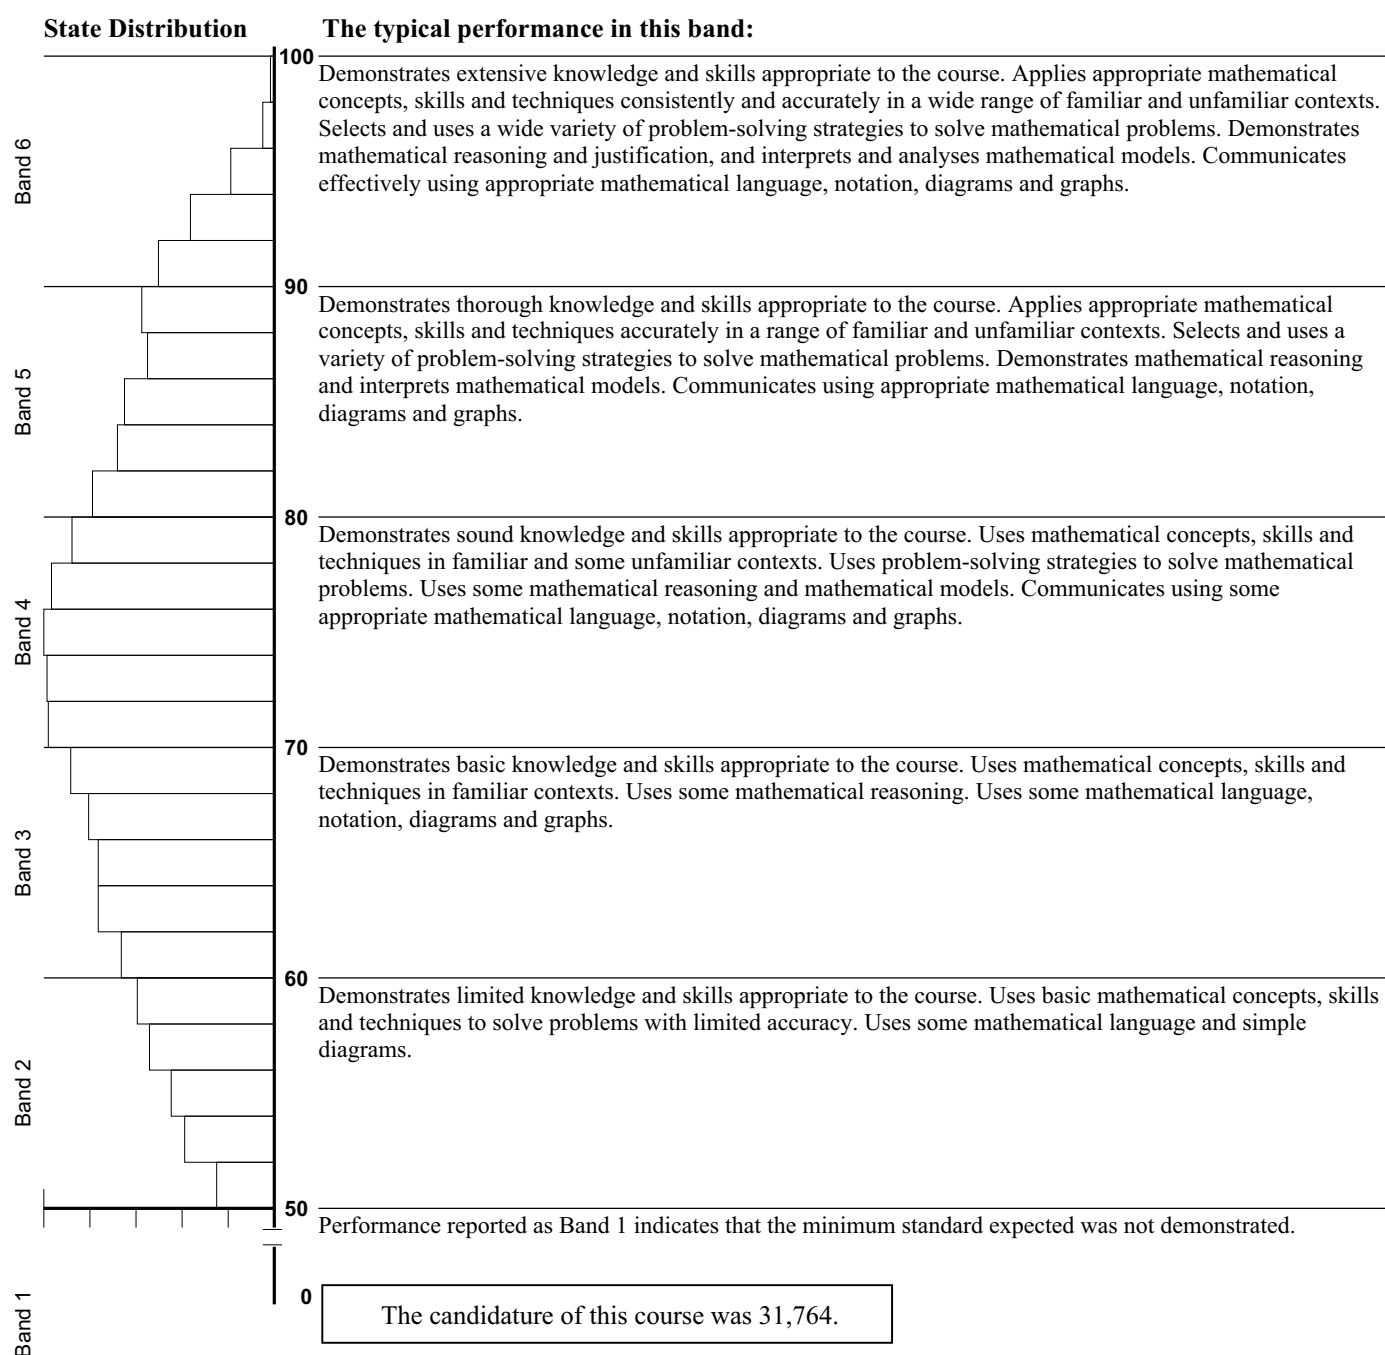 State Distribution
The typical performance in this band:
100
Demonstrates extensive knowledge and skills appropriate to the course. Applies appropriate mathematical
concepts, skills and techniques consistently and accurately in a wide range of familiar and unfamiliar contexts.
Selects and uses a wide variety of problem-solving strategies to solve mathematical problems. Demonstrates
mathematical reasoning and justification, and interprets and analyses mathematical models. Communicates
effectively using appropriate mathematical language, notation, diagrams and graphs.
Band 6
90
Demonstrates thorough knowledge and skills appropriate to the course. Applies appropriate mathematical
concepts, skills and techniques accurately in a range of familiar and unfamiliar contexts. Selects and uses a
variety of problem-solving strategies to solve mathematical problems. Demonstrates mathematical reasoning
and interprets mathematical models. Communicates using appropriate mathematical language, notation,
diagrams and graphs.
Band 5
80
Demonstrates sound knowledge and skills appropriate to the course. Uses mathematical concepts, skills and
techniques in familiar and some unfamiliar contexts. Uses problem-solving strategies to solve mathematical
problems. Uses some mathematical reasoning and mathematical models. Communicates using some
appropriate mathematical language, notation, diagrams and graphs.
Band 4
70
Demonstrates basic knowledge and skills appropriate to the course. Uses mathematical concepts, skills and
techniques in familiar contexts. Uses some mathematical reasoning. Uses some mathematical language,
notation, diagrams and graphs.
Band 3
60
Demonstrates limited knowledge and skills appropriate to the course. Uses basic mathematical concepts, skills
and techniques to solve problems with limited accuracy. Uses some mathematical language and simple
diagrams.
Band 2
50
Performance reported as Band 1 indicates that the minimum standard expected was not demonstrated.
0
The candidature of this course was 31,764.
Band 1